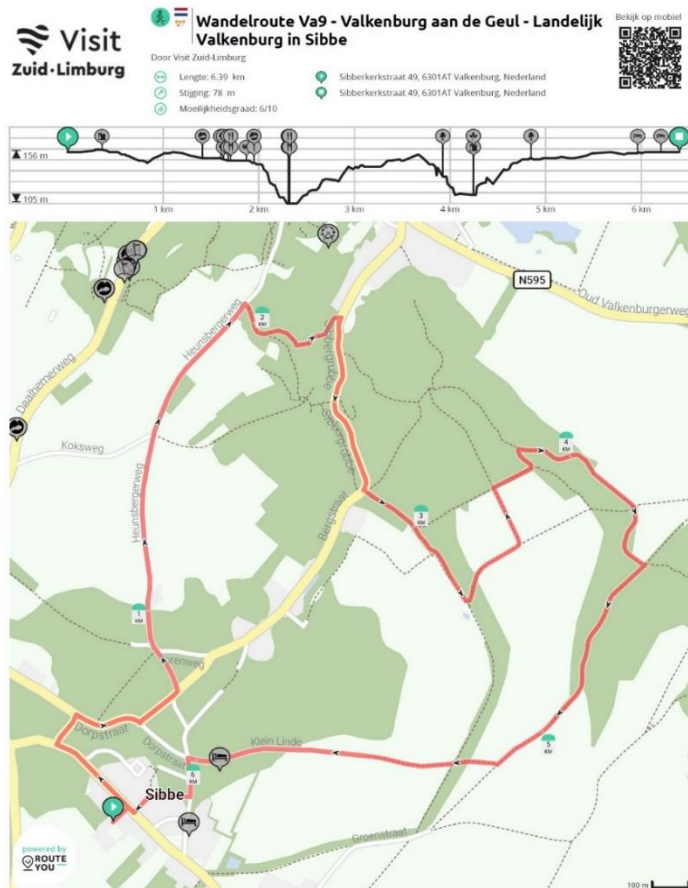 Visit
Zuid·Limburg
Wandelroute Va9 - Valkenburg aan de Geul - Landelijk
Valkenburg in Sibbe
Bekijk op mobiel
Door Visit Zuid-Limburg
Lengte: 6.39 km
Stijging: 78 m
Moeilijkheidsgraad: 6/10
Sibberkerkstraat 49, 6301AT Valkenburg, Nederland
Sibberkerkstraat 49, 6301AT Valkenburg, Nederland
156 m
105 m
1 km
2 km
3 km
4 km
5 km
6 km
N595
Oud Valkenburgerweg
Daalhemerweg
Heunsbergerweg
2
KM
Sibbergrubbe
Koksweg
Sibbergrubbe
4
KM
Heunsbergerweg
Bergstraat
3
KM
1
KM
Dorpstraat
Dorpstraat
Klein Linde
5
KM
6
KM
Sibbe
Groenstraat
powered by
ROUTE
YOU
100 m